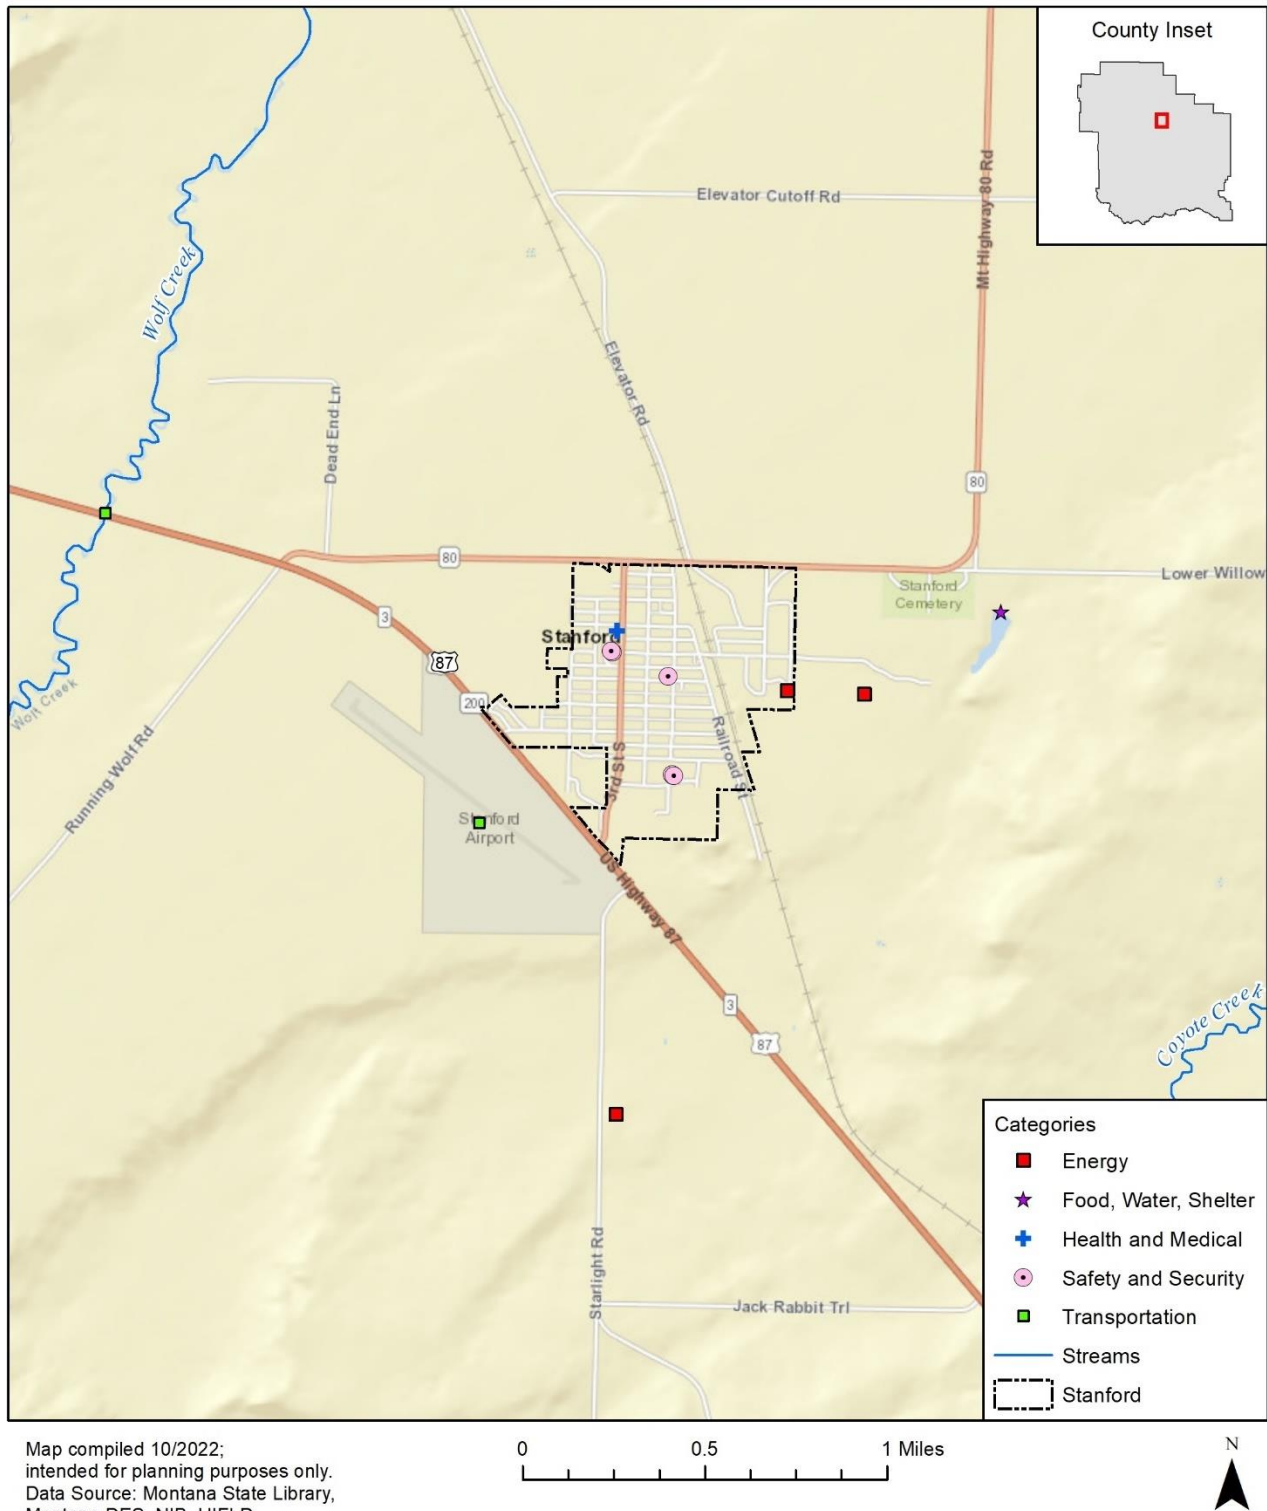 County Inset
Elevator Cutoff Rd
Mt Highway 80 Rd
Wolf Creek
Elevator Rd
Dead End Ln
80
80
Lower Willow
Stanford
Cemetery
3
Stanford
87
Wolf Creek
200
Running Wolf Rd
Railroad St
3rd St S
Stanford
Airport
US Highway 87
3
87
Coyote Creek
Starlight Rd
Jack Rabbit Trl
Categories
Energy
Food, Water, Shelter
Health and Medical
Safety and Security
Transportation
Streams
Stanford
Map compiled 10/2022;
intended for planning purposes only.
Data Source: Montana State Library,
0 0.5 1 Miles
N